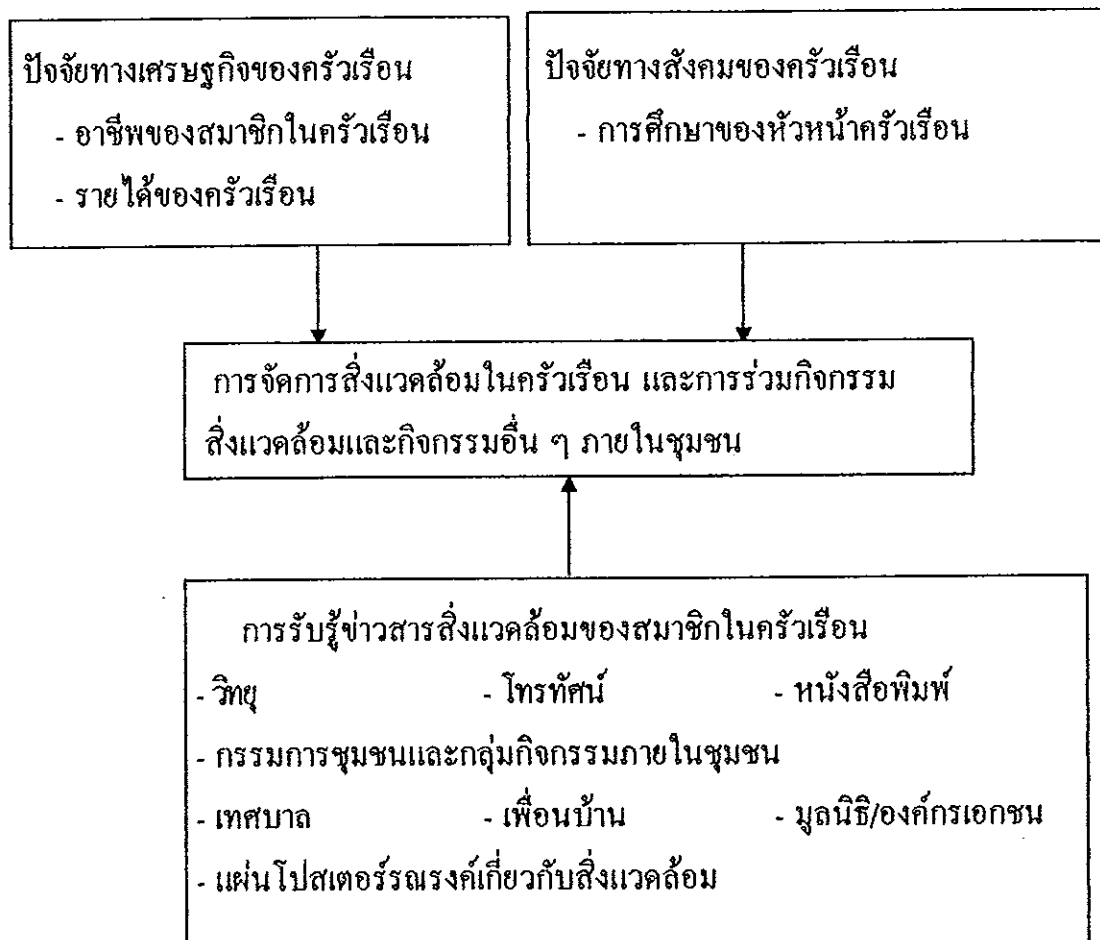 ปัจจัยทางเศรษฐกิจของครัวเรือน
- อาชีพของสมาชิกในครัวเรือน
- รายได้ของครัวเรือน
ปัจจัยทางสังคมของครัวเรือน
- การศึกษาของหัวหน้าครัวเรือน
การจัดการสิ่งแวดล้อมในครัวเรือน และการร่วมกิจกรรม
สิ่งแวดล้อมและกิจกรรมอื่น ๆ ภายในชุมชน
การรับรู้ข่าวสารสิ่งแวดล้อมของสมาชิกในครัวเรือน
- วิทยุ - โทรทัศน์ - หนังสือพิมพ์
- กรรมการชุมชนและกลุ่มกิจกรรมภายในชุมชน
- เทศบาล - เพื่อนบ้าน - มูลนิธิ/องค์กรเอกชน
- แผ่นโปสเตอร์รณรงค์เกี่ยวกับสิ่งแวดล้อม